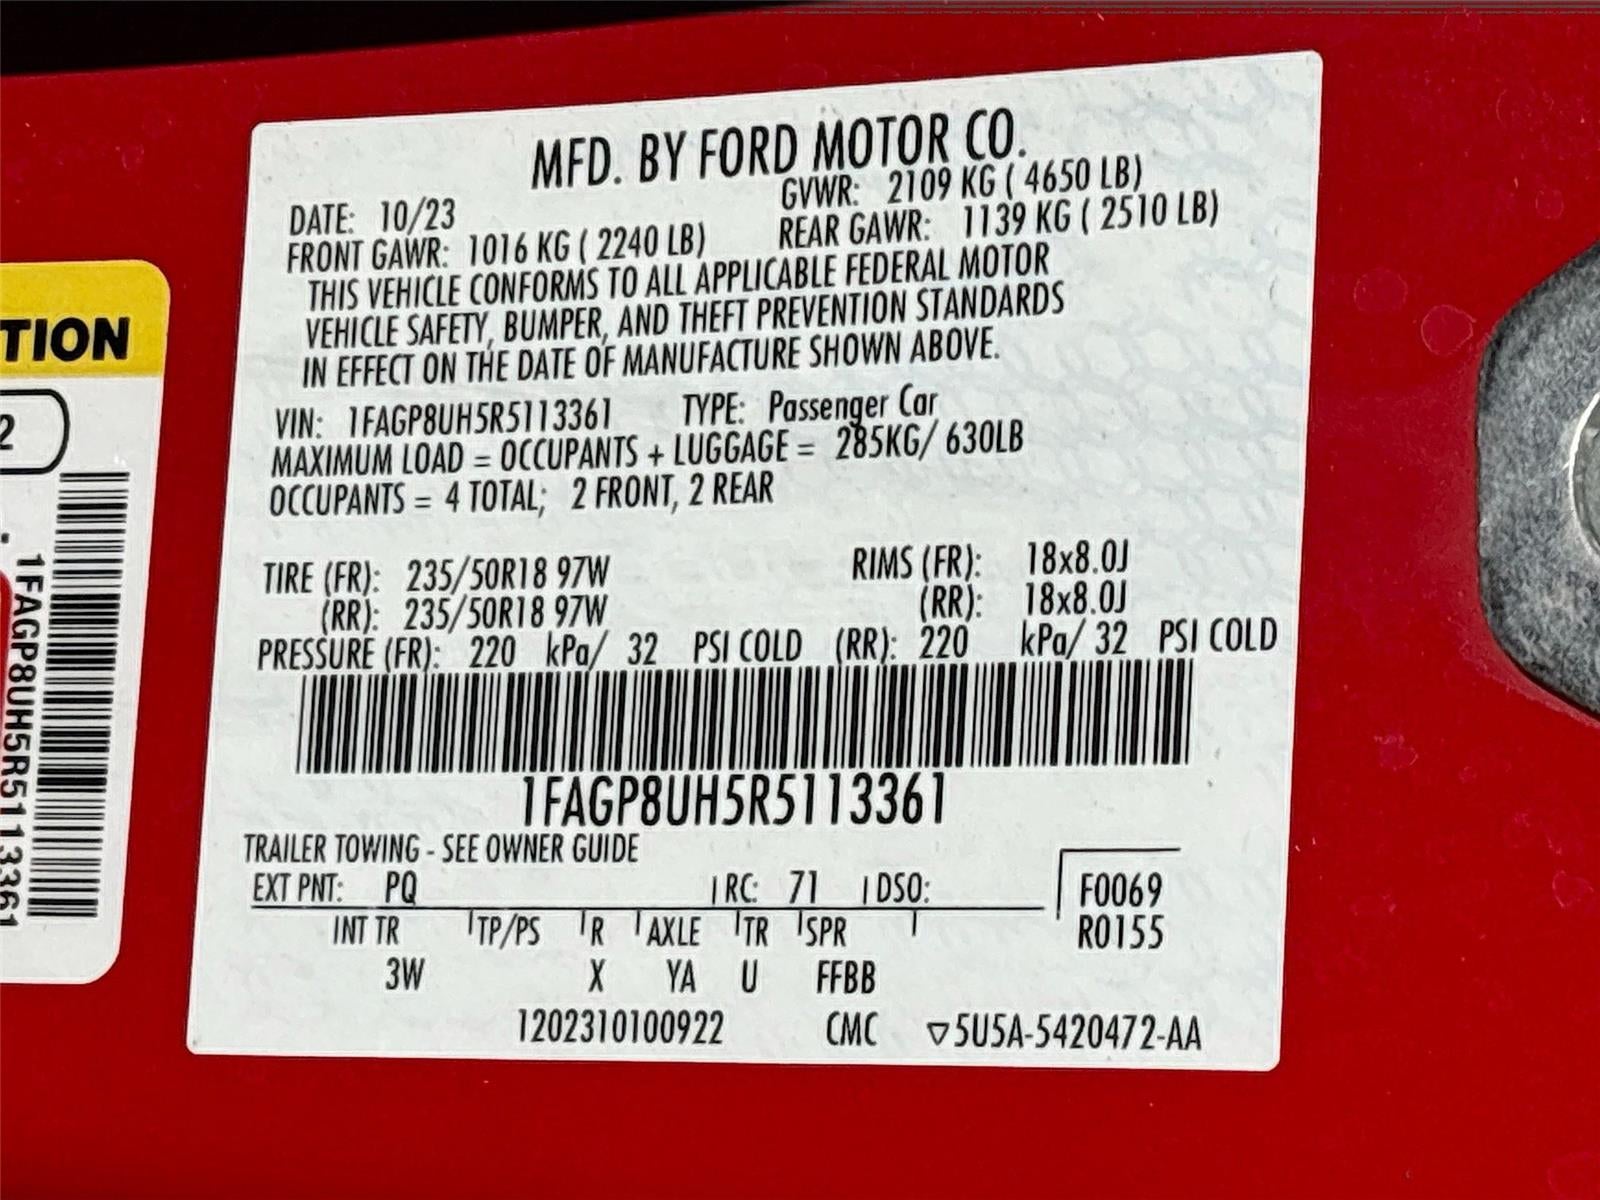 MFD. BY FORD MOTOR CO.
DATE: 10/23 GVWR: 2109 KG ( 4650 LB)
FRONT GAWR: 1016 KG ( 2240 LB) REAR GAWR: 1139 KG ( 2510 LB)
THIS VEHICLE CONFORMS TO ALL APPLICABLE FEDERAL MOTOR
VEHICLE SAFETY, BUMPER, AND THEFT PREVENTION STANDARDS
IN EFFECT ON THE DATE OF MANUFACTURE SHOWN ABOVE.
VIN: 1FAGP8UH5R5113361 TYPE: Passenger Car
MAXIMUM LOAD = OCCUPANTS + LUGGAGE = 285KG/ 630LB
OCCUPANTS = 4 TOTAL; 2 FRONT, 2 REAR
TIRE (FR): 235/50R18 97W RIMS (FR): 18x8.0J
(RR): 235/50R18 97W (RR): 18x8.0J
PRESSURE (FR): 220 kPa/ 32 PSI COLD (RR): 220 kPa/ 32 PSI COLD
1FAGP8UH5R5113361
TRAILER TOWING - SEE OWNER GUIDE
EXT PNT: PQ RC: 71 DSO: F0069
INT TR TP/PS R AXLE TR SPR R0155
3W X YA U FFBB
1202310100922 CMC ▽5U5A-5420472-AA
TION
2
1FAGP8UH5R5113361